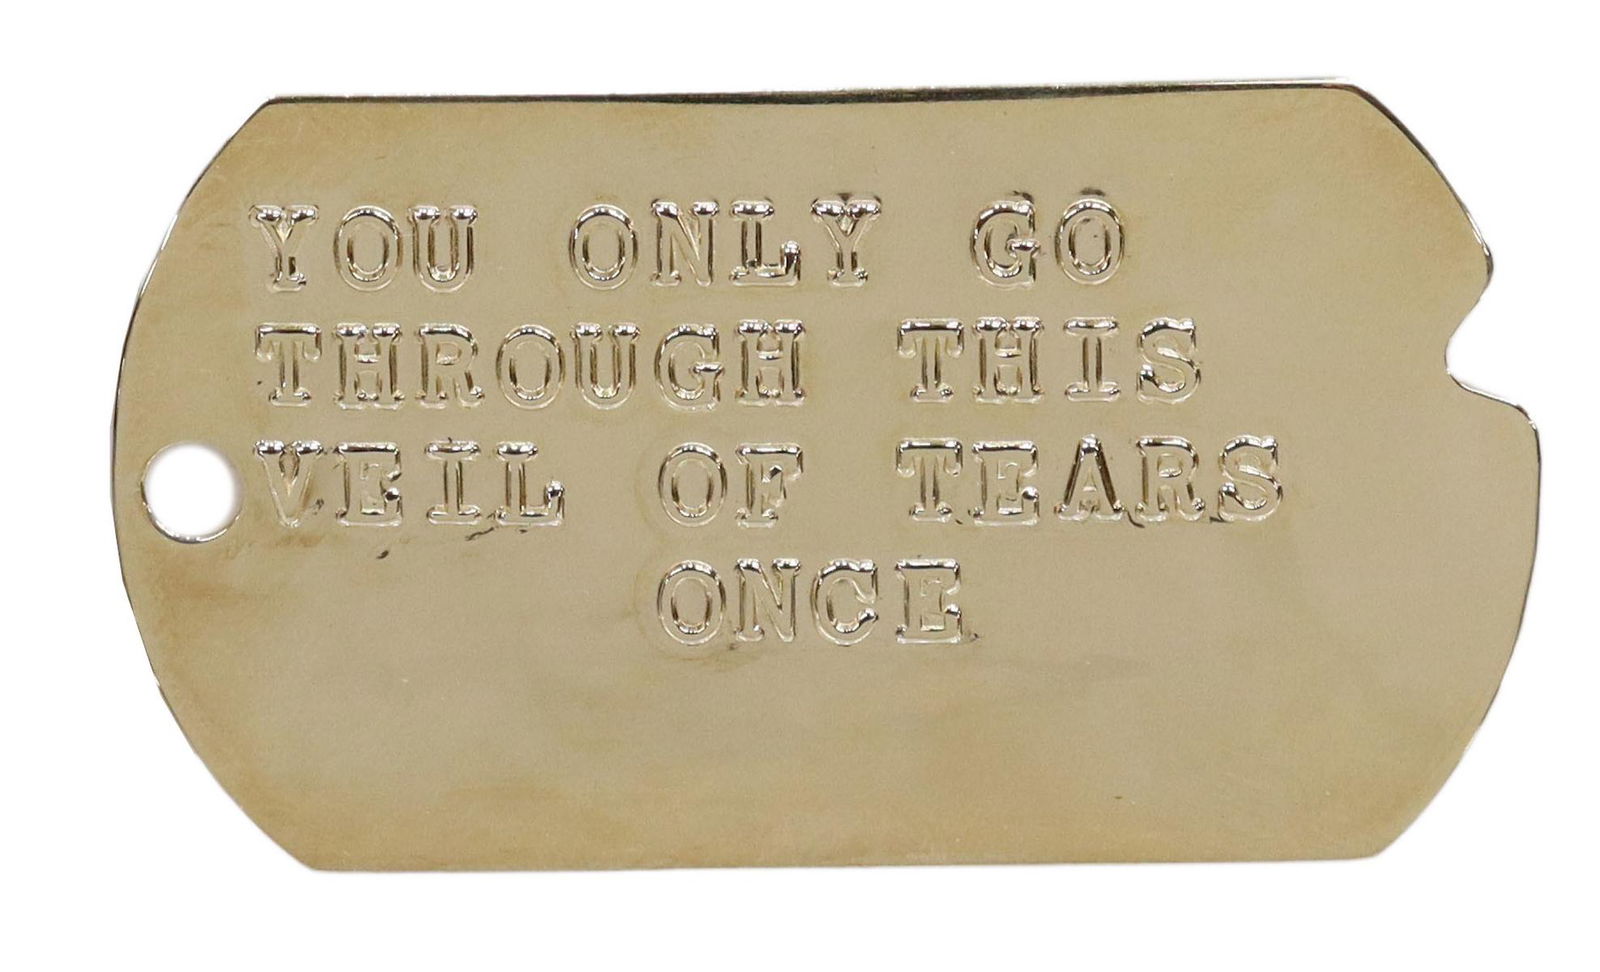 YOU ONLY GO
THROUGH THIS
VEIL OF TEARS
ONCE